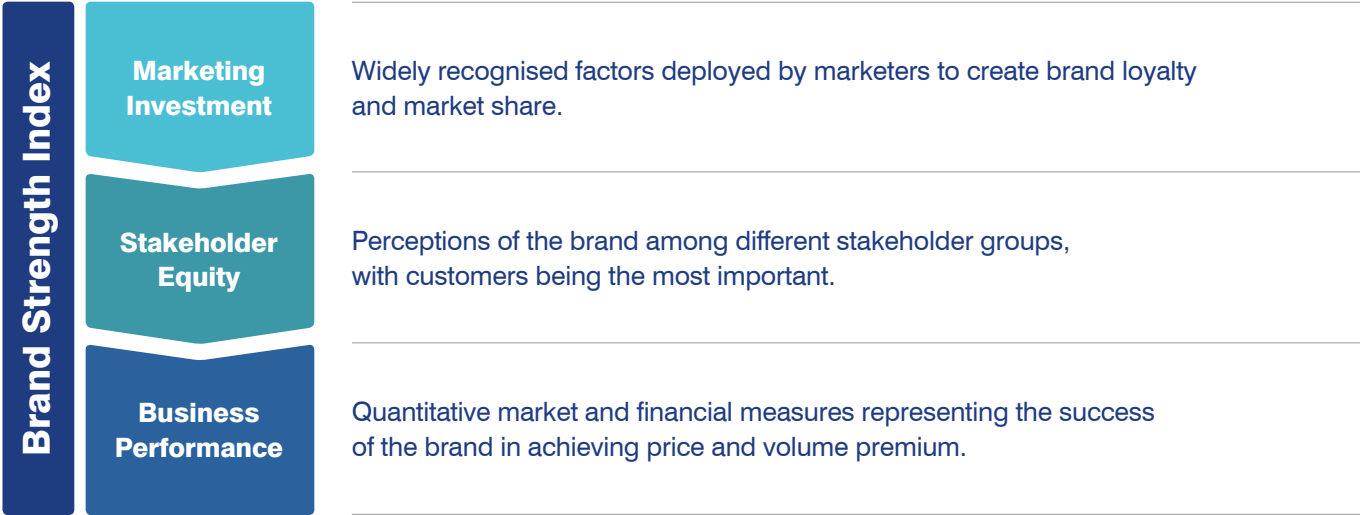 Brand Strength Index
Marketing
Investment
Widely recognised factors deployed by marketers to create brand loyalty
and market share.
Stakeholder
Equity
Perceptions of the brand among different stakeholder groups,
with customers being the most important.
Business
Performance
Quantitative market and financial measures representing the success
of the brand in achieving price and volume premium.